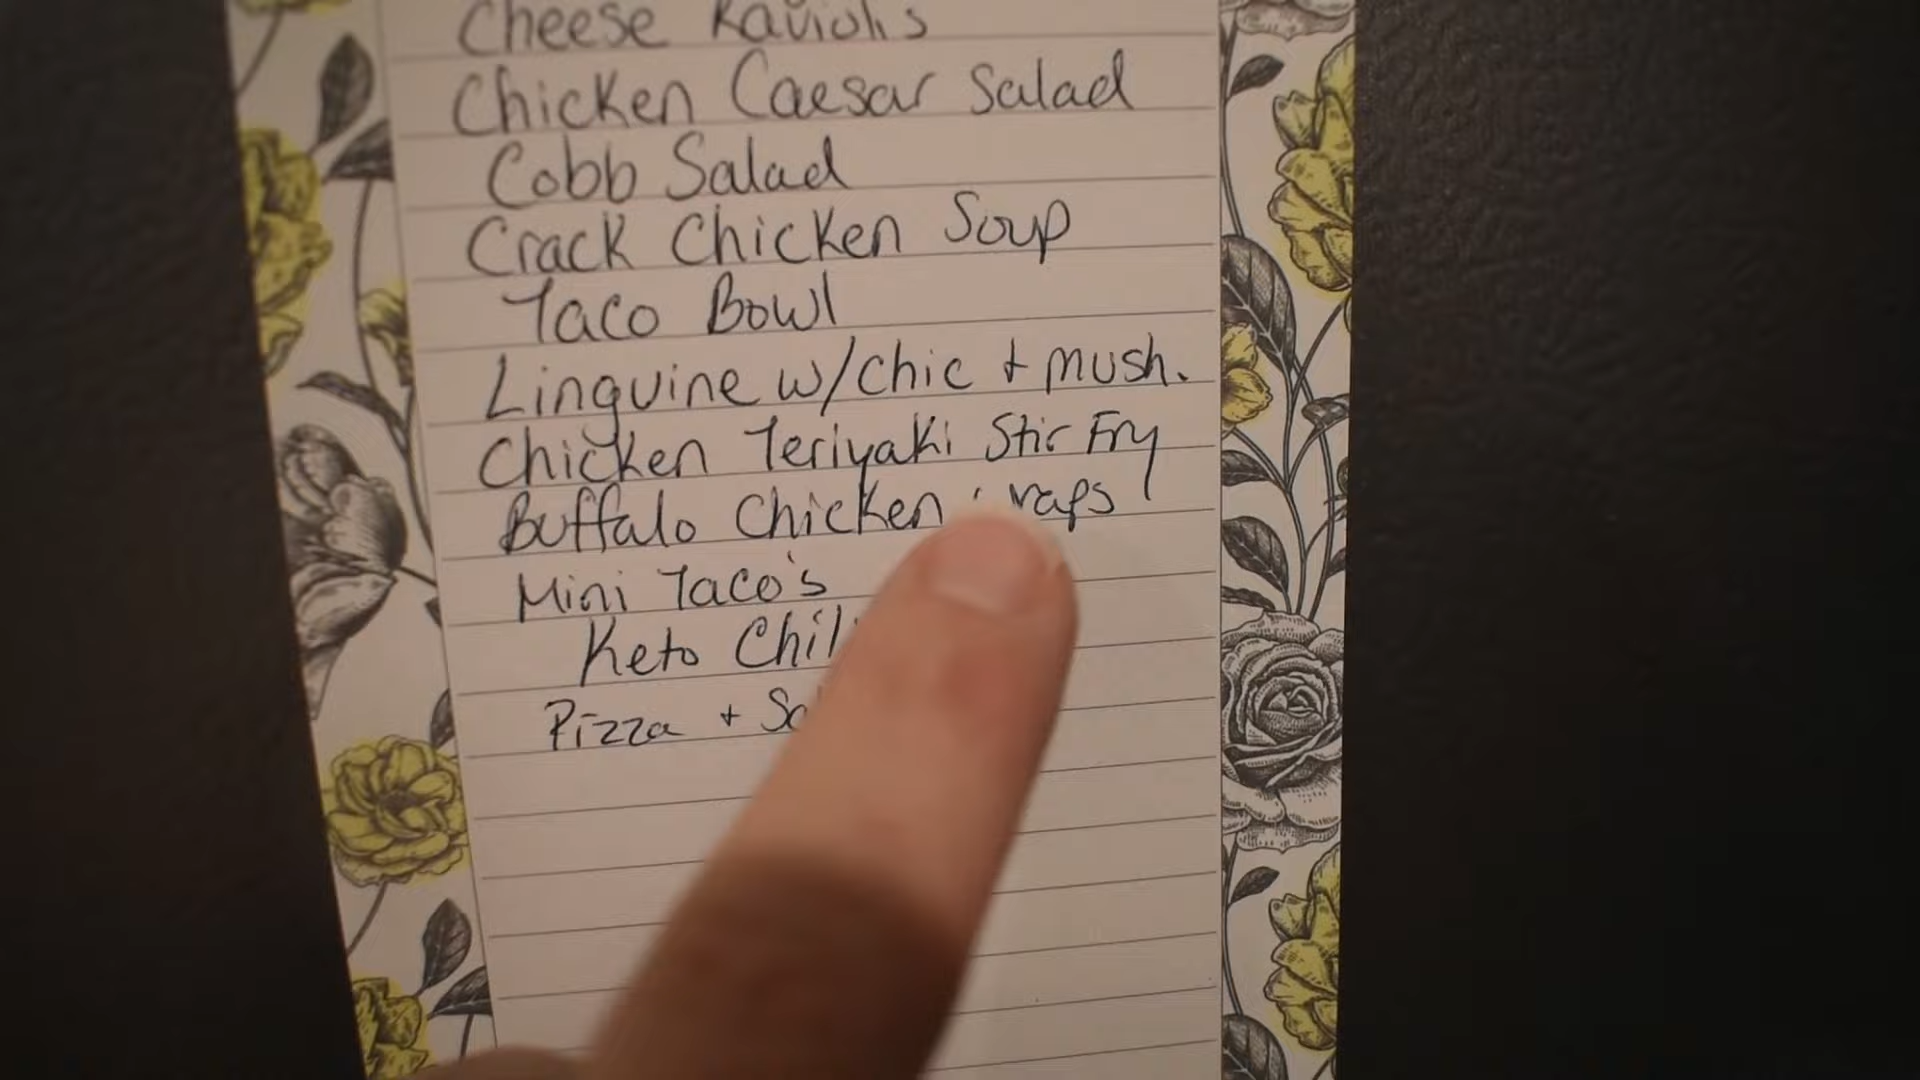 Cheese Raviolis
Chicken Caesar Salad
Cobb Salad
Crack Chicken Soup
Taco Bowl
Linguine w/chic + mush.
Chicken Teriyaki Stir Fry
Buffalo Chicken
Mini Taco's
Keto
Pizza +